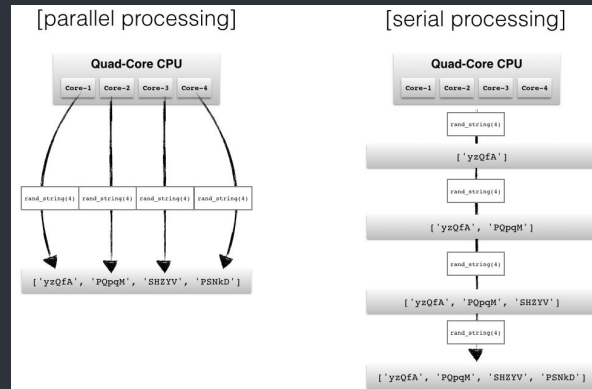 [parallel processing]
Quad-Core CPU
Core-1 Core-2 Core-3 Core-4
rand_string(4) rand_string(4) rand_string(4) rand_string(4)
['yzQfA', 'PQpqM', 'SHZYV', 'PSNkD']
[serial processing]
Quad-Core CPU
Core-1 Core-2 Core-3 Core-4
rand_string(4)
['yzQfA']
rand_string(4)
['yzQfA', 'PQpqM']
rand_string(4)
['yzQfA', 'PQpqM', 'SHZYV']
rand_string(4)
['yzQfA', 'PQpqM', 'SHZYV', 'PSNkD']